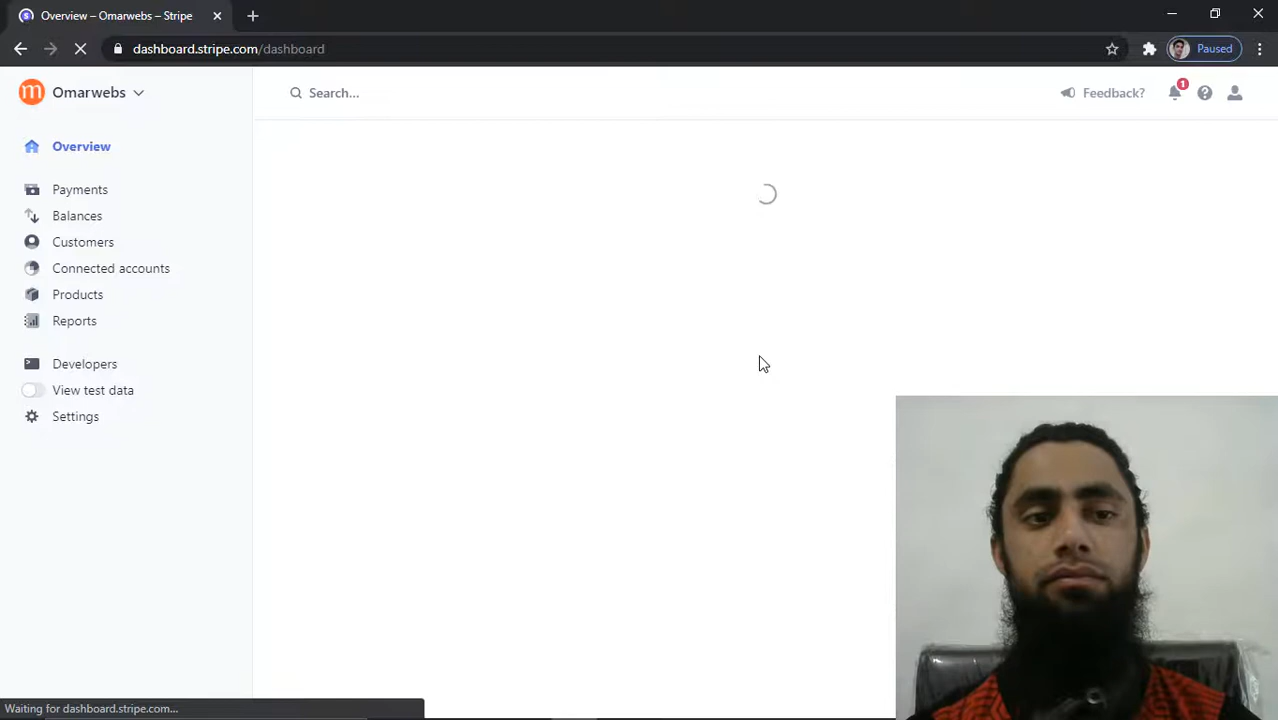 Overview – Omarwebs – Stripe
dashboard.stripe.com/dashboard
Paused
m
Omarwebs
Search...
Feedback?
1
Overview
Payments
Balances
Customers
Connected accounts
Products
Reports
Developers
View test data
Settings
Waiting for dashboard.stripe.com...